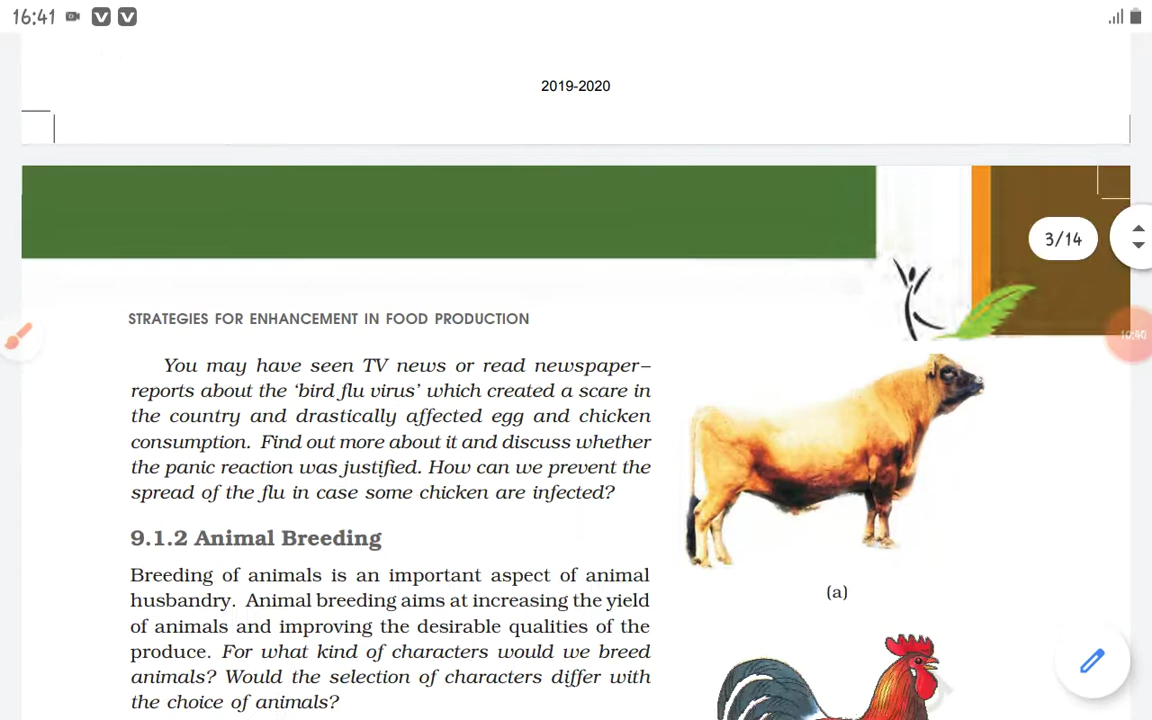 16:41
2019-2020
3/14
STRATEGIES FOR ENHANCEMENT IN FOOD PRODUCTION
10:40
You may have seen TV news or read newspaper–
reports about the ‘bird flu virus’ which created a scare in
the country and drastically affected egg and chicken
consumption. Find out more about it and discuss whether
the panic reaction was justified. How can we prevent the
spread of the flu in case some chicken are infected?
9.1.2 Animal Breeding
Breeding of animals is an important aspect of animal
husbandry. Animal breeding aims at increasing the yield
of animals and improving the desirable qualities of the
produce. For what kind of characters would we breed
animals? Would the selection of characters differ with
the choice of animals?
(a)